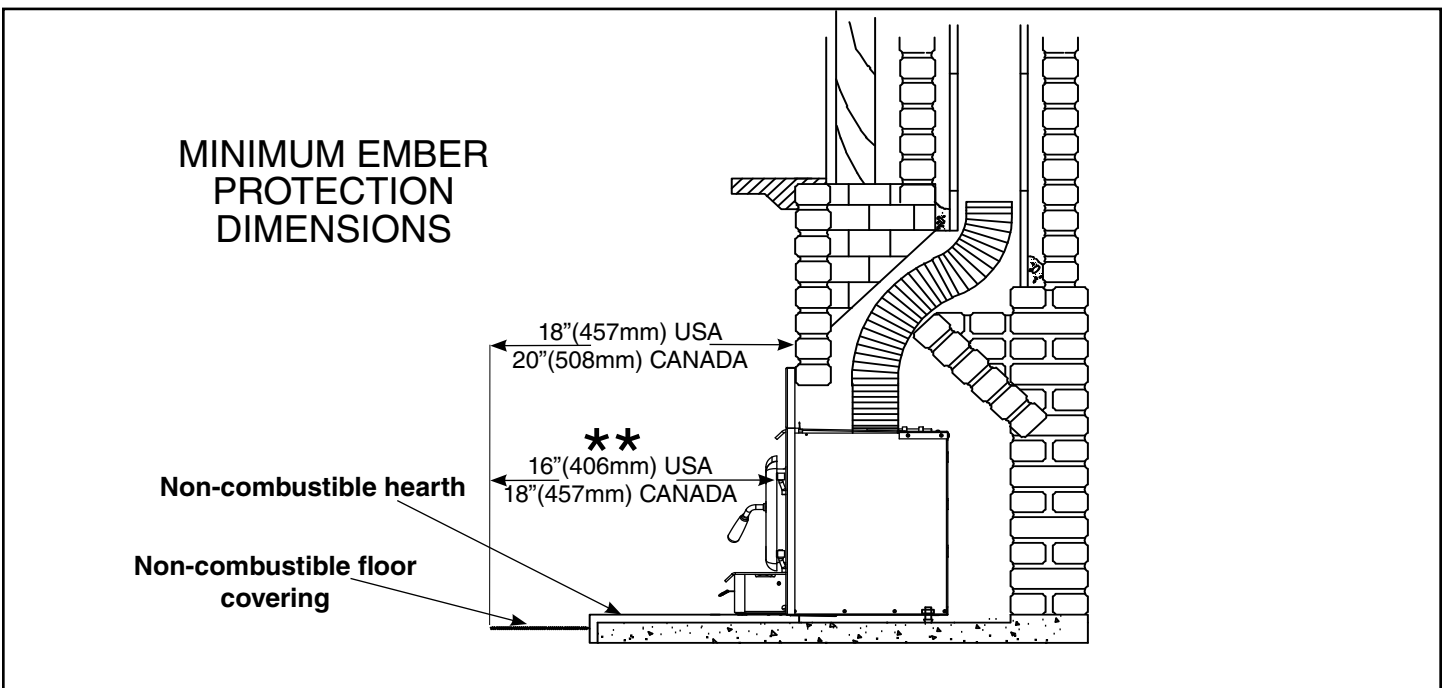 MINIMUM EMBER
PROTECTION
DIMENSIONS
18”(457mm) USA
20”(508mm) CANADA
**
16”(406mm) USA
18”(457mm) CANADA
Non-combustible hearth
Non-combustible floor
covering